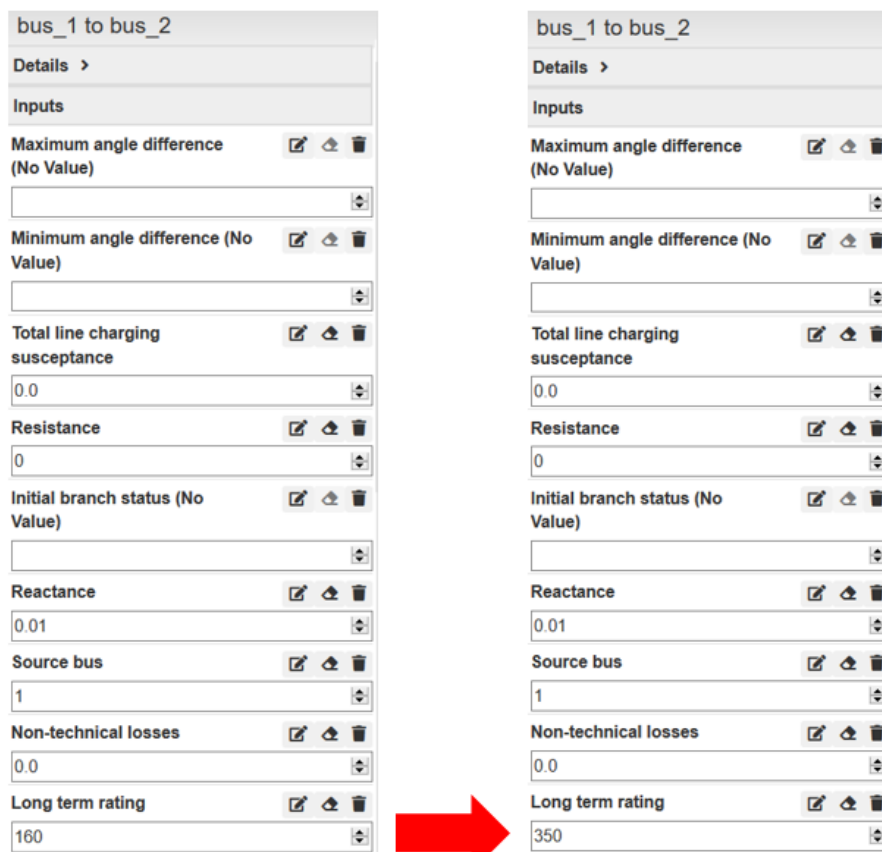 bus_1 to bus_2
Details >
Inputs
Maximum angle difference
(No Value)
Minimum angle difference (No
Value)
Total line charging
susceptance
0.0
Resistance
0
Initial branch status (No
Value)
Reactance
0.01
Source bus
1
Non-technical losses
0.0
Long term rating
160
bus_1 to bus_2
Details >
Inputs
Maximum angle difference
(No Value)
Minimum angle difference (No
Value)
Total line charging
susceptance
0.0
Resistance
0
Initial branch status (No
Value)
Reactance
0.01
Source bus
1
Non-technical losses
0.0
Long term rating
350